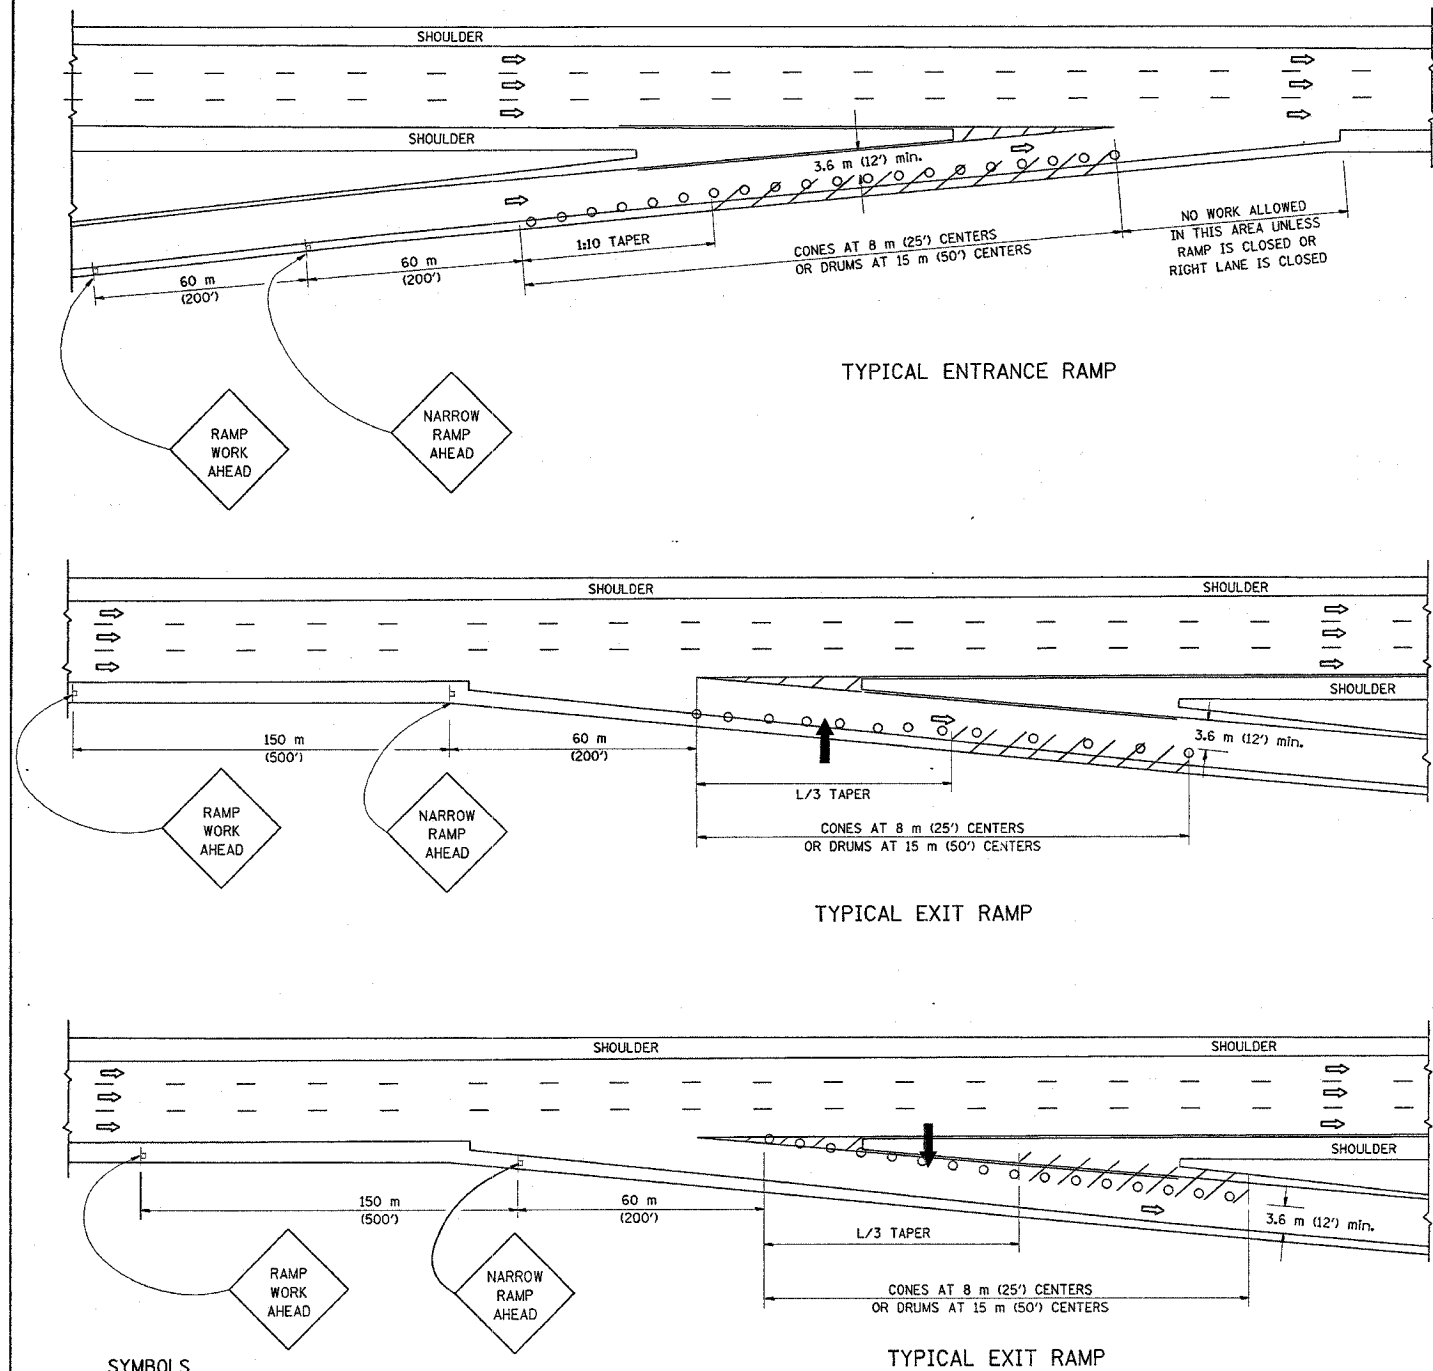 SHOULDER
SHOULDER
3.6 m (12') min.
1:10 TAPER
CONES AT 8 m (25') CENTERS
OR DRUMS AT 15 m (50') CENTERS
NO WORK ALLOWED
IN THIS AREA UNLESS
RAMP IS CLOSED OR
RIGHT LANE IS CLOSED
60 m
(200')
60 m
(200')
TYPICAL ENTRANCE RAMP
RAMP
WORK
AHEAD
NARROW
RAMP
AHEAD
SHOULDER
SHOULDER
SHOULDER
150 m
(500')
60 m
(200')
3.6 m (12') min.
L/3 TAPER
CONES AT 8 m (25') CENTERS
OR DRUMS AT 15 m (50') CENTERS
RAMP
WORK
AHEAD
NARROW
RAMP
AHEAD
TYPICAL EXIT RAMP
SHOULDER
SHOULDER
SHOULDER
150 m
(500')
60 m
(200')
3.6 m (12') min.
L/3 TAPER
CONES AT 8 m (25') CENTERS
OR DRUMS AT 15 m (50') CENTERS
RAMP
WORK
AHEAD
NARROW
RAMP
AHEAD
TYPICAL EXIT RAMP
SYMBOLS